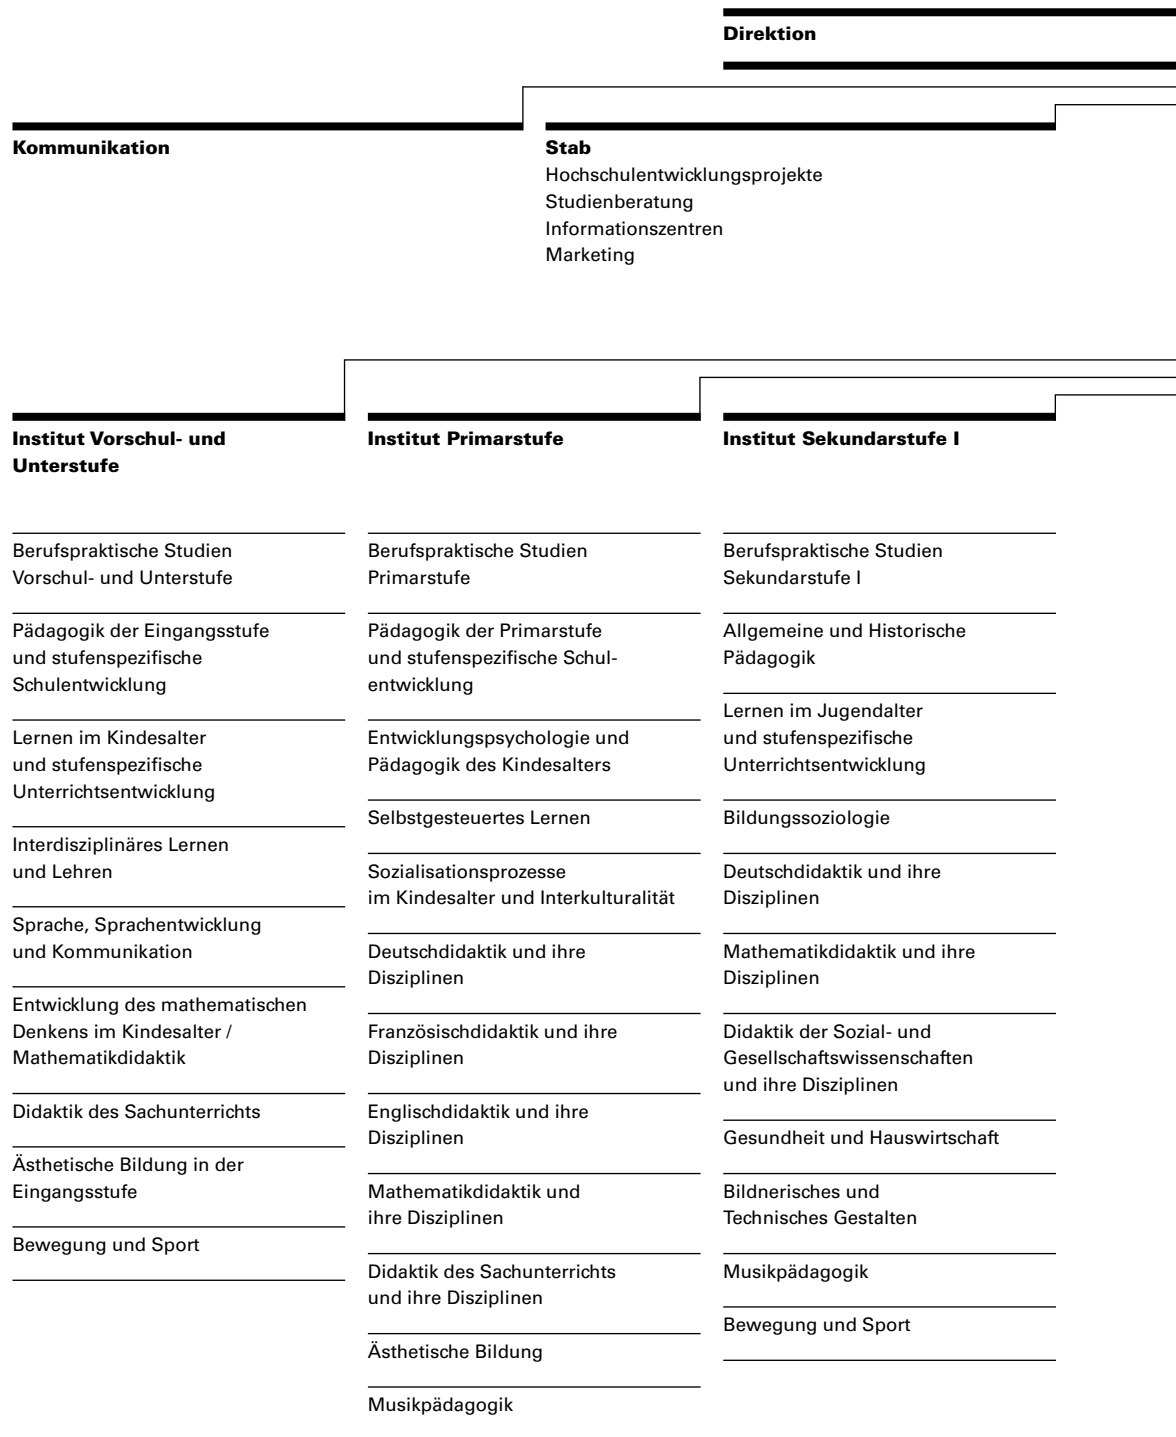 Direktion
Kommunikation
Stab
Hochschulentwicklungsprojekte
Studienberatung
Informationszentren
Marketing
Institut Vorschul- und
Unterstufe
Berufspraktische Studien
Vorschul- und Unterstufe
Pädagogik der Eingangsstufe
und stufenspezifische
Schulentwicklung
Lernen im Kindesalter
und stufenspezifische
Unterrichtsentwicklung
Interdisziplinäres Lernen
und Lehren
Sprache, Sprachentwicklung
und Kommunikation
Entwicklung des mathematischen
Denkens im Kindesalter /
Mathematikdidaktik
Didaktik des Sachunterrichts
Ästhetische Bildung in der
Eingangsstufe
Bewegung und Sport
Institut Primarstufe
Berufspraktische Studien
Primarstufe
Pädagogik der Primarstufe
und stufenspezifische Schul-
entwicklung
Entwicklungspsychologie und
Pädagogik des Kindesalters
Selbstgesteuertes Lernen
Sozialisationsprozesse
im Kindesalter und Interkulturalität
Deutschdidaktik und ihre
Disziplinen
Französischdidaktik und ihre
Disziplinen
Englischdidaktik und ihre
Disziplinen
Mathematikdidaktik und
ihre Disziplinen
Didaktik des Sachunterrichts
und ihre Disziplinen
Ästhetische Bildung
Musikpädagogik
Institut Sekundarstufe I
Berufspraktische Studien
Sekundarstufe I
Allgemeine und Historische
Pädagogik
Lernen im Jugendalter
und stufenspezifische
Unterrichtsentwicklung
Bildungssoziologie
Deutschdidaktik und ihre
Disziplinen
Mathematikdidaktik und ihre
Disziplinen
Didaktik der Sozial- und
Gesellschaftswissenschaften
und ihre Disziplinen
Gesundheit und Hauswirtschaft
Bildnerisches und
Technisches Gestalten
Musikpädagogik
Bewegung und Sport